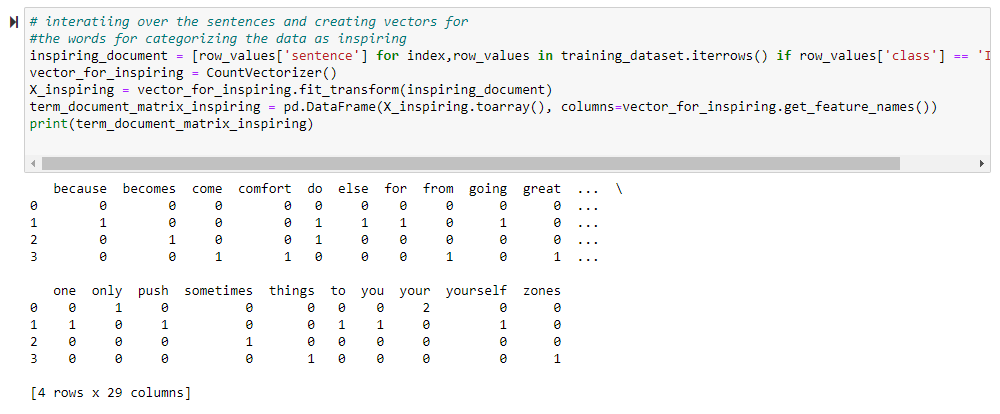 # interatiing over the sentences and creating vectors for
#the words for categorizing the data as inspiring
inspiring_document = [row_values['sentence'] for index,row_values in training_dataset.iterrows() if row_values['class'] == 'I
vector_for_inspiring = CountVectorizer()
X_inspiring = vector_for_inspiring.fit_transform(inspiring_document)
term_document_matrix_inspiring = pd.DataFrame(X_inspiring.toarray(), columns=vector_for_inspiring.get_feature_names())
print(term_document_matrix_inspiring)
because becomes come comfort do else for from going great ... \
0 0 0 0 0 0 0 0 0 0 0 ...
1 1 0 0 0 1 1 1 0 1 0 ...
2 0 1 0 0 1 0 0 0 0 0 ...
3 0 0 1 1 0 0 0 1 0 1 ...
one only push sometimes things to you your yourself zones
0 0 1 0 0 0 0 0 2 0 0
1 1 0 1 0 0 1 1 0 1 0
2 0 0 0 1 0 0 0 0 0 0
3 0 0 0 0 1 0 0 0 0 1
[4 rows x 29 columns]